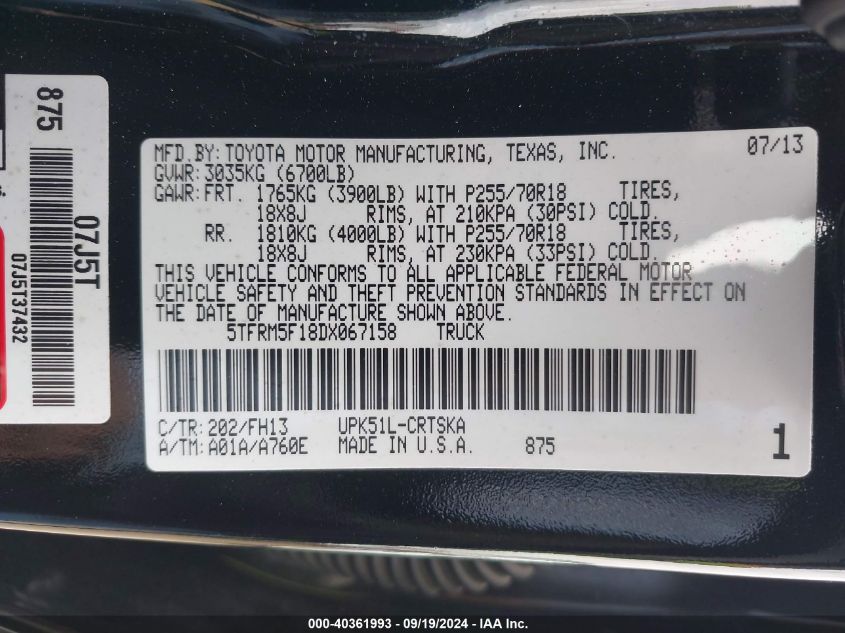 MFD.BY:TOYOTA MOTOR MANUFACTURING, TEXAS, INC. 07/13
GVWR:3035KG (6700LB)
GAWR:FRT. 1765KG (3900LB) WITH P255/70R18 TIRES,
18X8J RIMS, AT 210KPA (30PSI) COLD.
RR. 1810KG (4000LB) WITH P255/70R18 TIRES,
18X8J RIMS, AT 230KPA (33PSI) COLD.
THIS VEHICLE CONFORMS TO ALL APPLICABLE FEDERAL MOTOR
VEHICLE SAFETY AND THEFT PREVENTION STANDARDS IN EFFECT ON
THE DATE OF MANUFACTURE SHOWN ABOVE.
5TFRM5F18DX067158 TRUCK
C/TR:202/FH13 UPK51L-CRTSKA
A/TM:A01A/A760E MADE IN U.S.A. 875 1
875
07J5T
07J5T37432
000-40361993 - 09/19/2024 - IAA Inc.